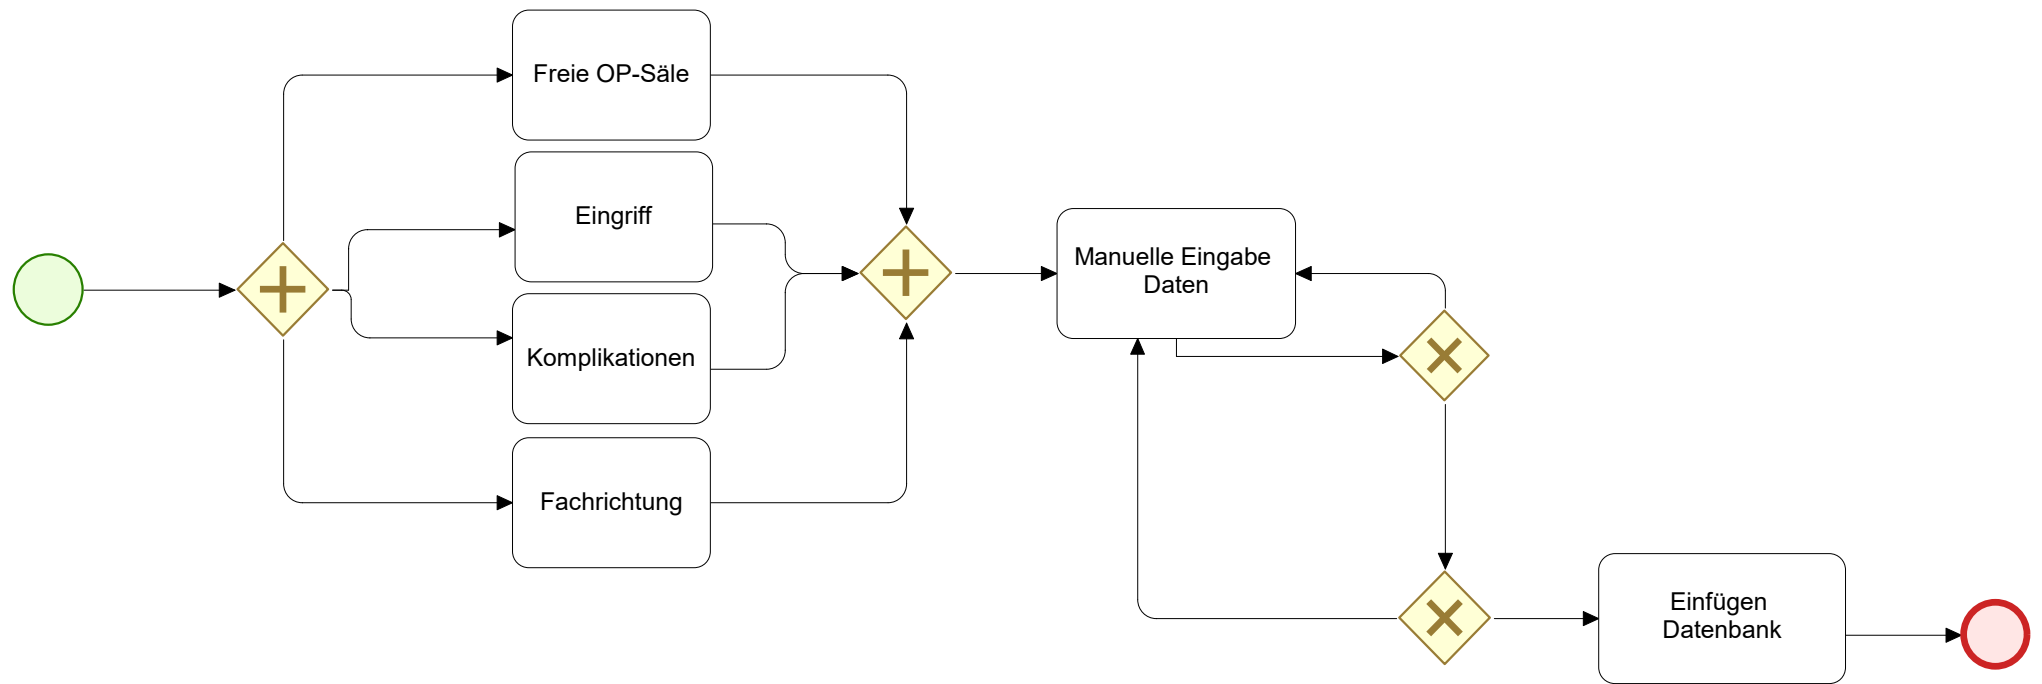 Freie OP-Säle
Eingriff
Komplikationen
Fachrichtung
Manuelle Eingabe
Daten
Einfügen
Datenbank